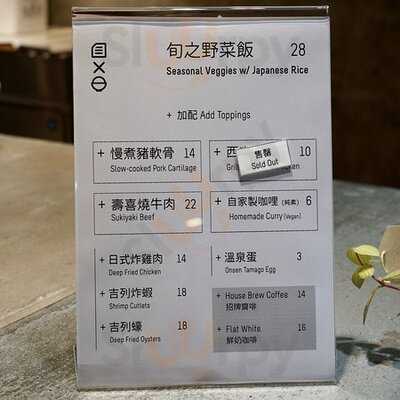 旬之野菜飯 28
Seasonal Veggies w/ Japanese Rice
+ 加配 Add Toppings
+ 慢煮豬軟骨 14
Slow-cooked Pork Cartilage
+ 西 10
Gril ken
售罄
Sold Out
+ 壽喜燒牛肉 22
Sukiyaki Beef
+ 自家製咖哩 (純素) 6
Homemade Curry (Vegan)
+ 日式炸雞肉 14
Deep Fried Chicken
+ 溫泉蛋 3
Onsen Tamago Egg
+ 吉列炸蝦 18
Shrimp Cutlets
+ 吉列蠔 18
Deep Fried Oysters
+ House Brew Coffee 14
招牌齋啡
+ Flat White 16
鮮奶咖啡